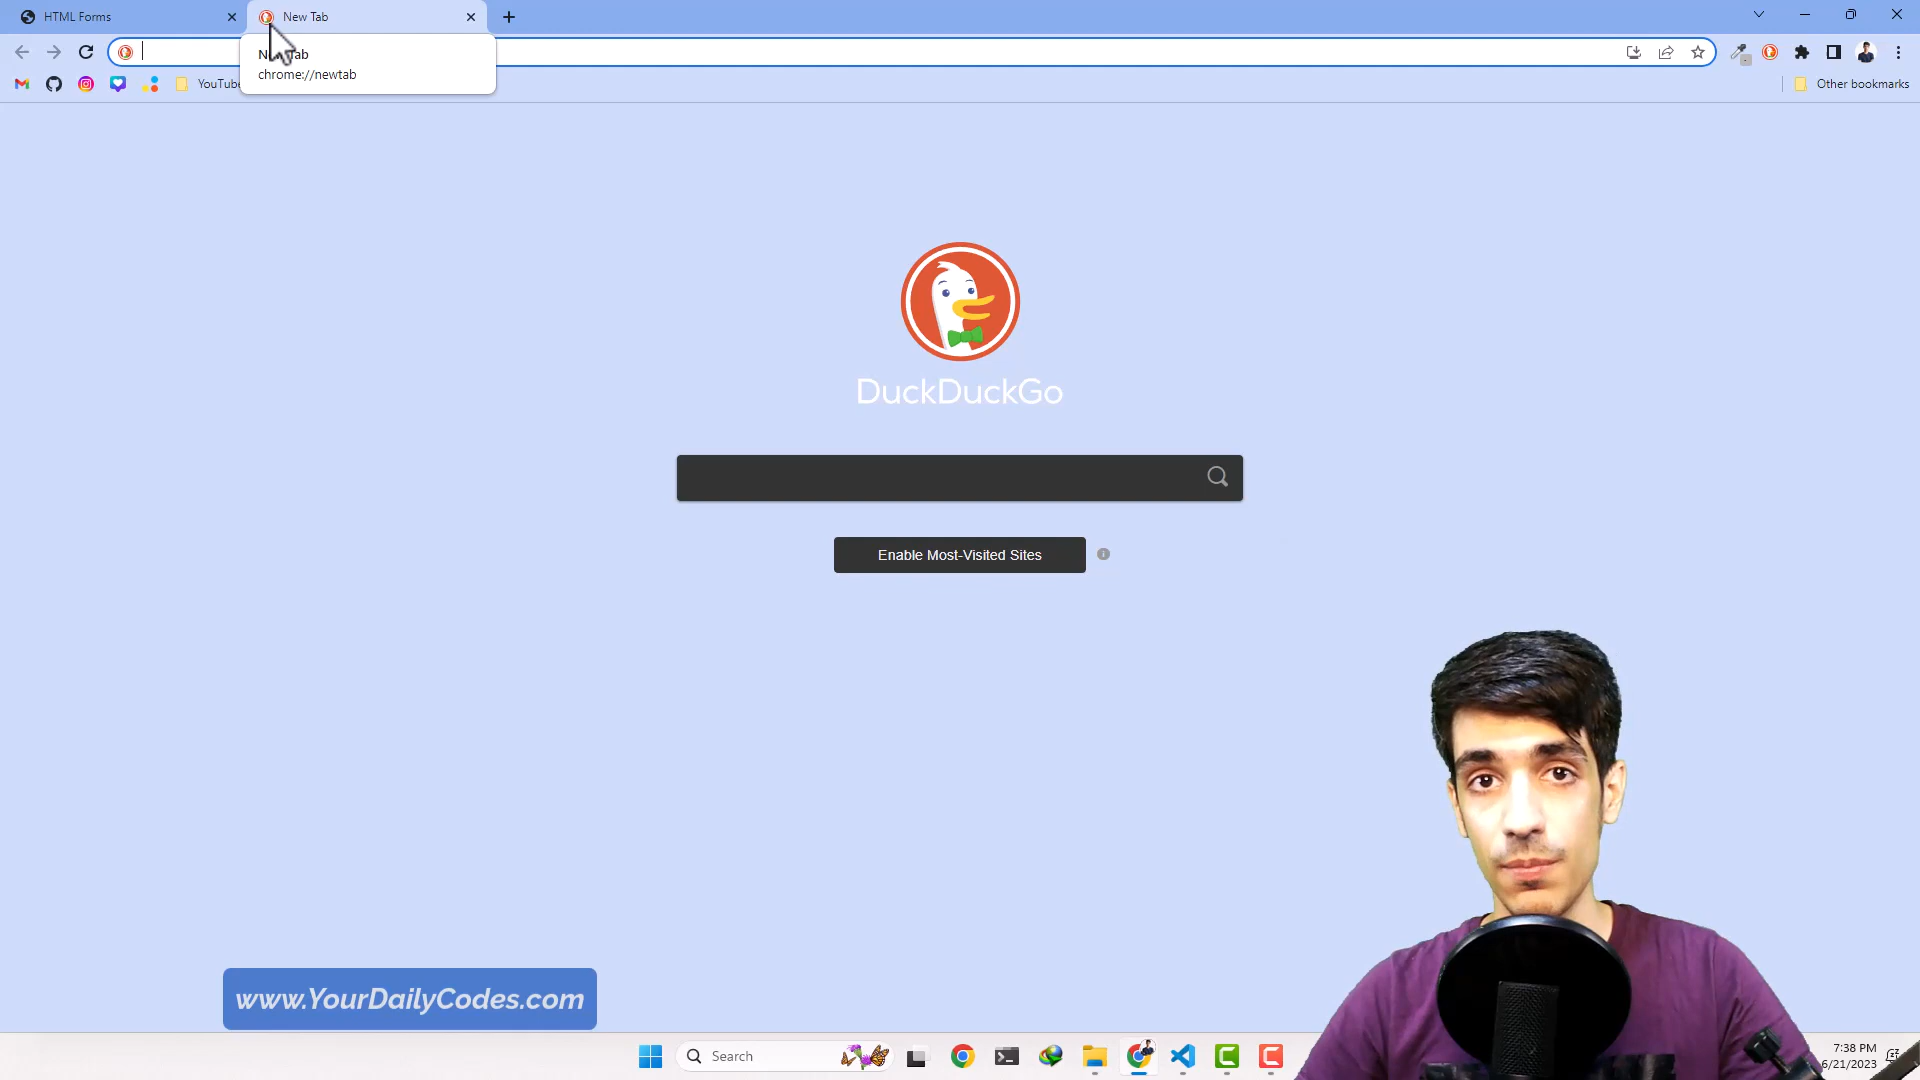 HTML Forms
New Tab
New Tab
chrome://newtab
YouTube
Other bookmarks
DuckDuckGo
Enable Most-Visited Sites
www.YourDailyCodes.com
Search
7:38 PM
6/21/2023